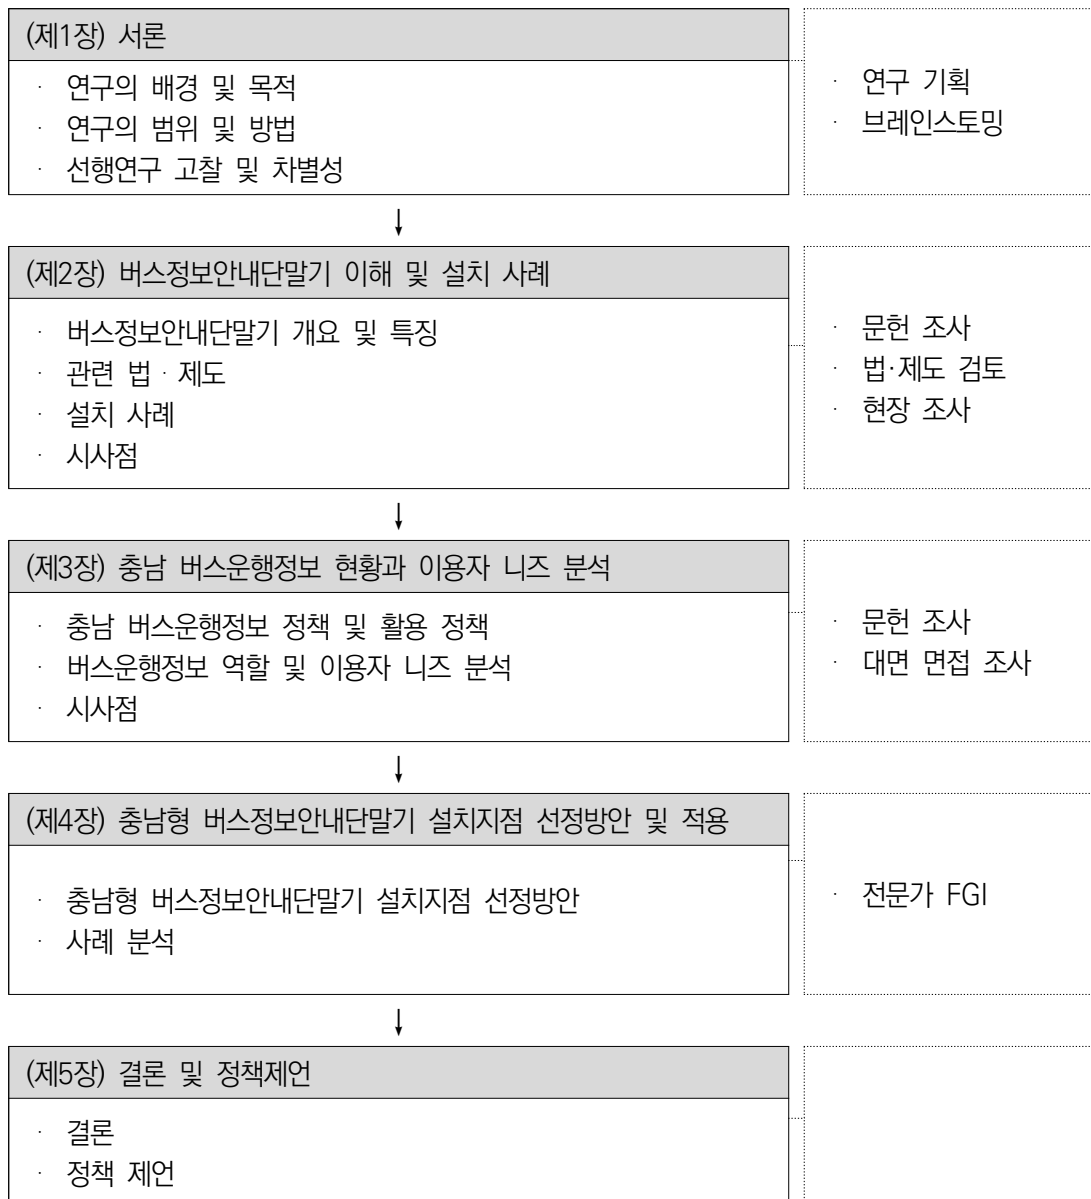 (제1장) 서론
· 연구의 배경 및 목적
· 연구의 범위 및 방법
· 선행연구 고찰 및 차별성
· 연구 기획
· 브레인스토밍
↓
(제2장) 버스정보안내단말기 이해 및 설치 사례
· 버스정보안내단말기 개요 및 특징
· 관련 법·제도
· 설치 사례
· 시사점
· 문헌 조사
· 법·제도 검토
· 현장 조사
↓
(제3장) 충남 버스운행정보 현황과 이용자 니즈 분석
· 충남 버스운행정보 정책 및 활용 정책
· 버스운행정보 역할 및 이용자 니즈 분석
· 시사점
· 문헌 조사
· 대면 면접 조사
↓
(제4장) 충남형 버스정보안내단말기 설치지점 선정방안 및 적용
· 충남형 버스정보안내단말기 설치지점 선정방안
· 사례 분석
· 전문가 FGI
↓
(제5장) 결론 및 정책제언
· 결론
· 정책 제언